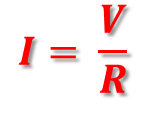 I = V/R